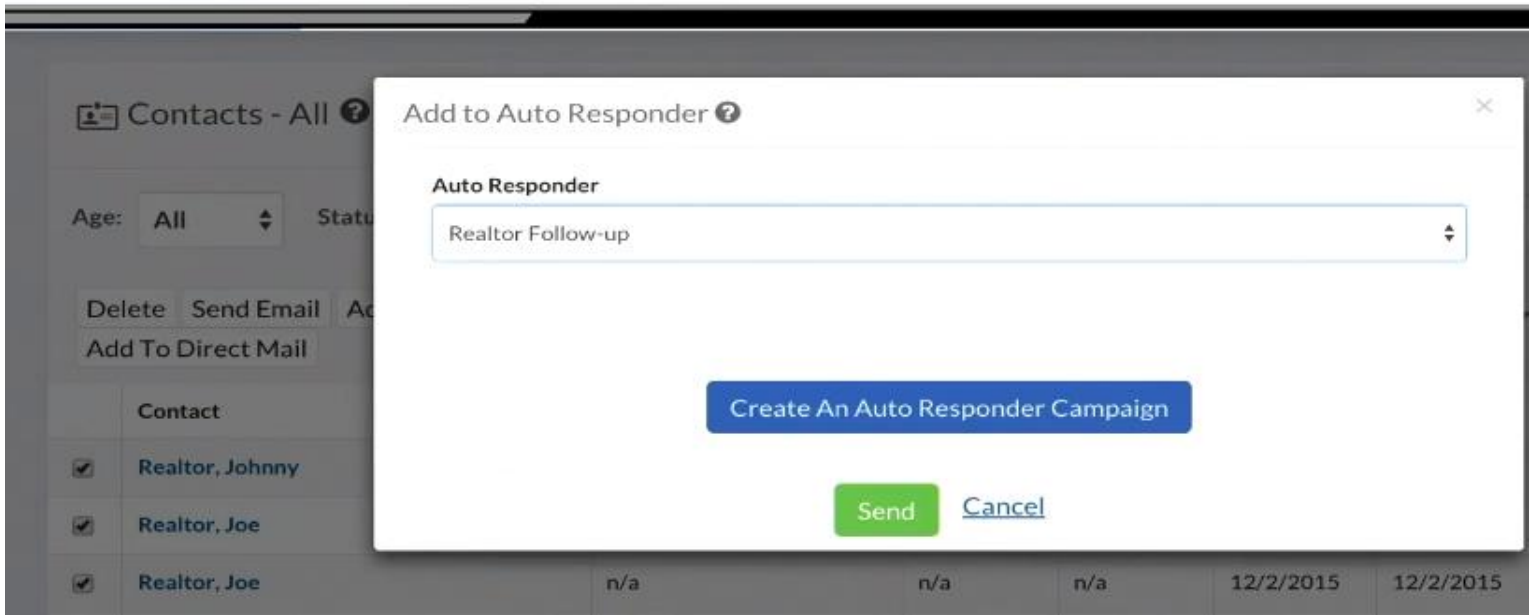 Contacts - All
Add to Auto Responder
Auto Responder
Age: All
Realtor Follow-up
Delete Send Email
Add To Direct Mail
Create An Auto Responder Campaign
Contact
Realtor, Johnny
Send Cancel
Realtor, Joe
Realtor, Joe n/a n/a n/a 12/2/2015 12/2/2015